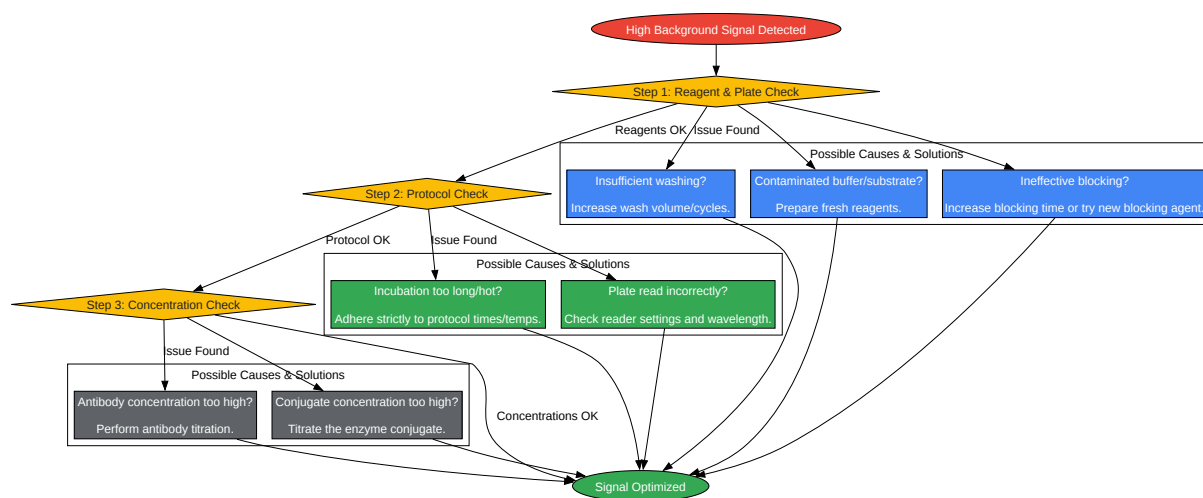 High Background Signal Detected
Step 1: Reagent & Plate Check
Reagents OK
Issue Found
Possible Causes & Solutions
Insufficient washing?
Increase wash volume/cycles.
Contaminated buffer/substrate?
Prepare fresh reagents.
Ineffective blocking?
Increase blocking time or try new blocking agent.
Step 2: Protocol Check
Protocol OK
Issue Found
Possible Causes & Solutions
Incubation too long/hot?
Adhere strictly to protocol times/temps.
Plate read incorrectly?
Check reader settings and wavelength.
Step 3: Concentration Check
Issue Found
Possible Causes & Solutions
Antibody concentration too high?
Perform antibody titration.
Conjugate concentration too high?
Titrate the enzyme conjugate.
Concentrations OK
Signal Optimized